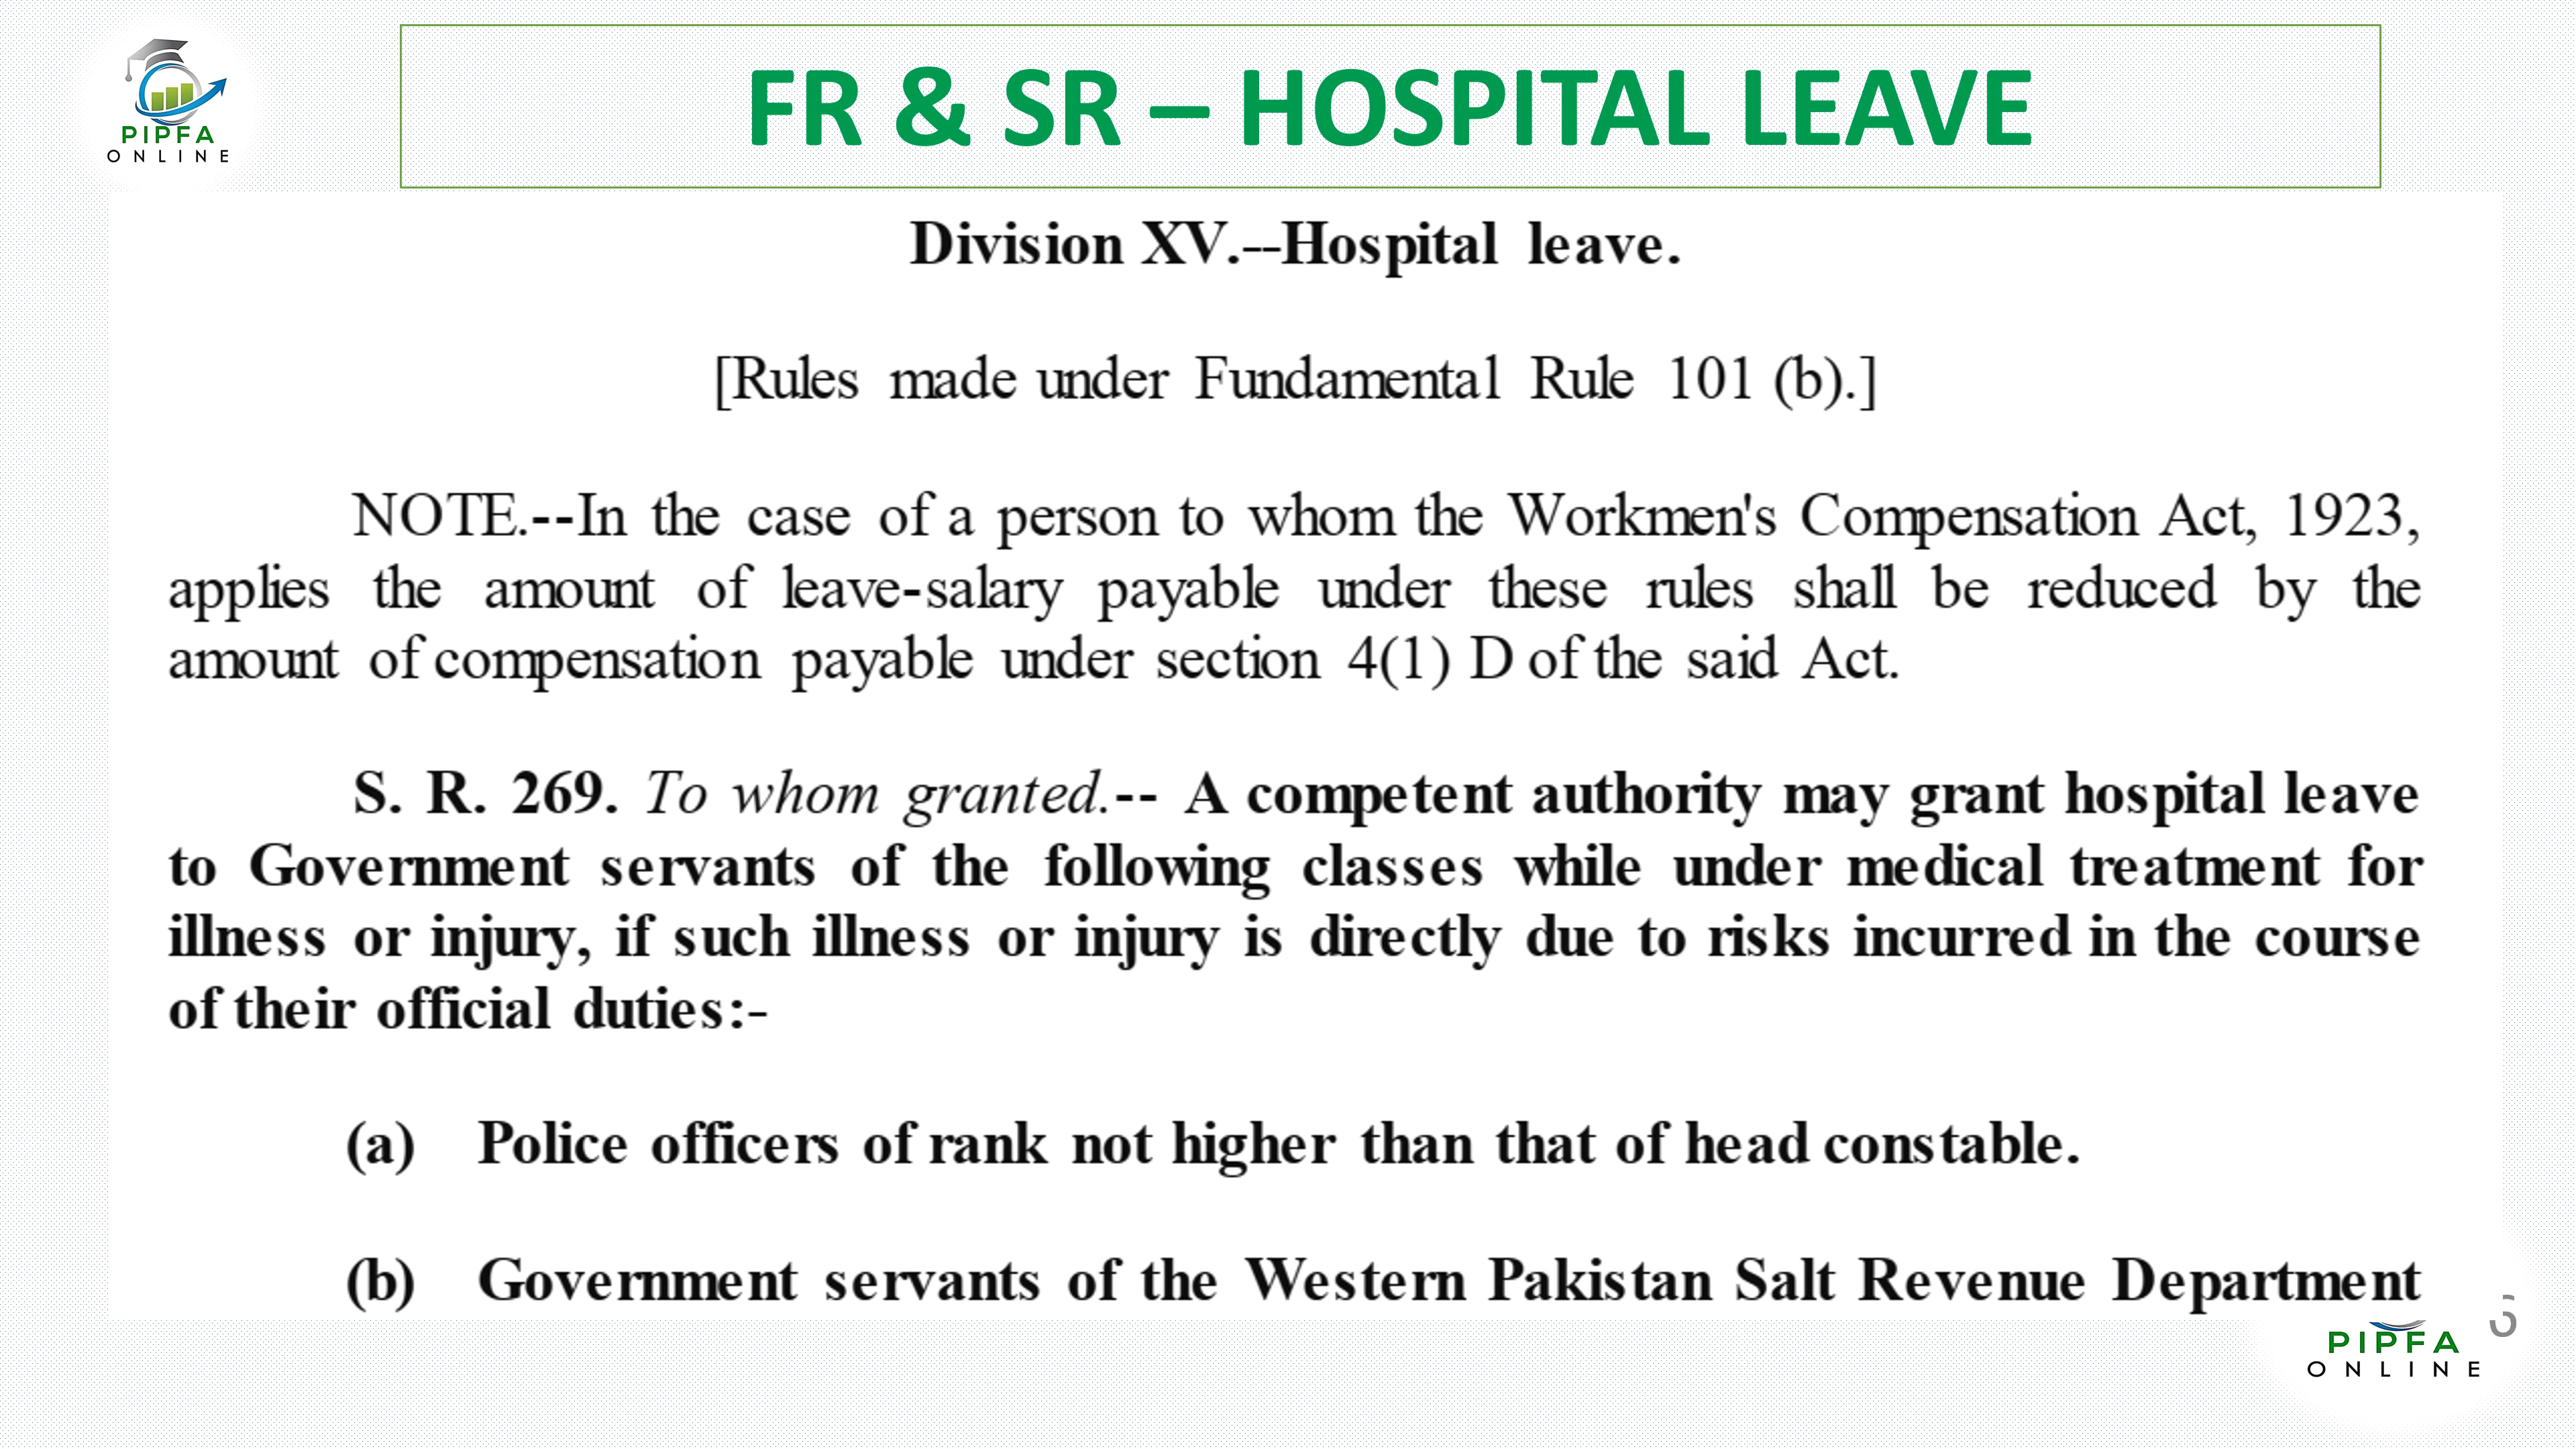 PIPFA
ONLINE
FR & SR – HOSPITAL LEAVE
Division XV.--Hospital leave.
[Rules made under Fundamental Rule 101 (b).]
NOTE.--In the case of a person to whom the Workmen's Compensation Act, 1923,
applies the amount of leave-salary payable under these rules shall be reduced by the
amount of compensation payable under section 4(1) D of the said Act.
S. R. 269. To whom granted.-- A competent authority may grant hospital leave
to Government servants of the following classes while under medical treatment for
illness or injury, if such illness or injury is directly due to risks incurred in the course
of their official duties:-
(a) Police officers of rank not higher than that of head constable.
(b) Government servants of the Western Pakistan Salt Revenue Department
PIPFA
ONLINE